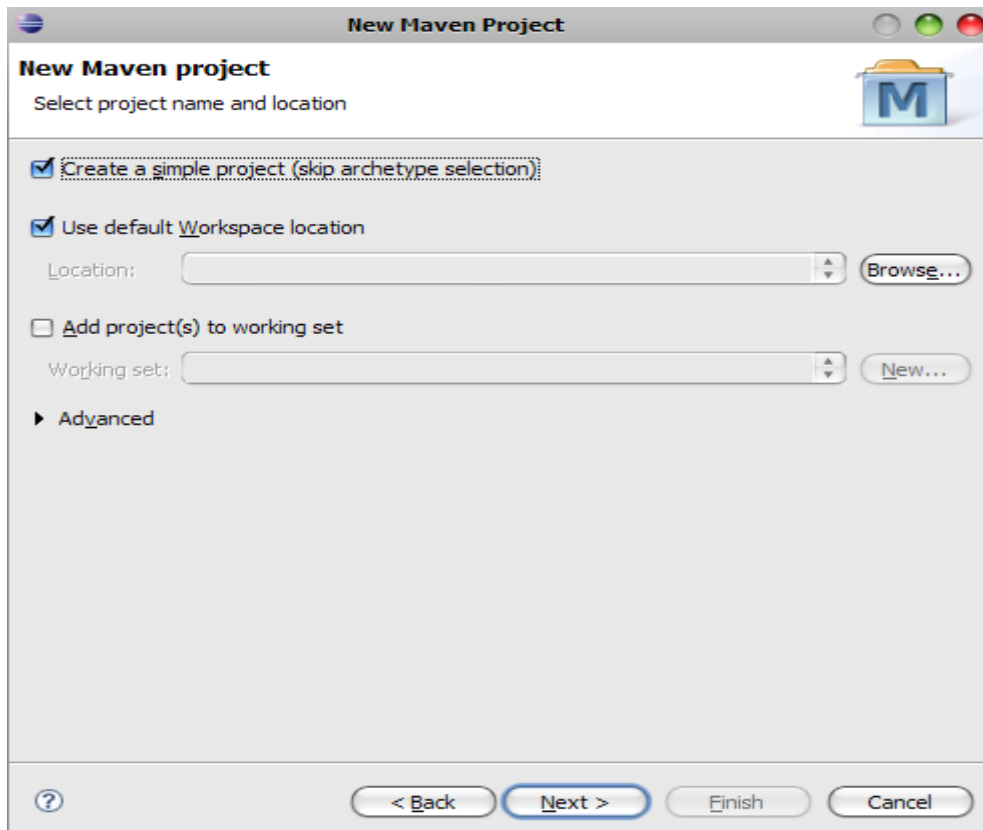 New Maven Project
New Maven project
Select project name and location
M
Create a simple project (skip archetype selection)
Use default Workspace location
Location:
Browse...
Add project(s) to working set
Working set:
New...
Advanced
?
< Back
Next >
Finish
Cancel